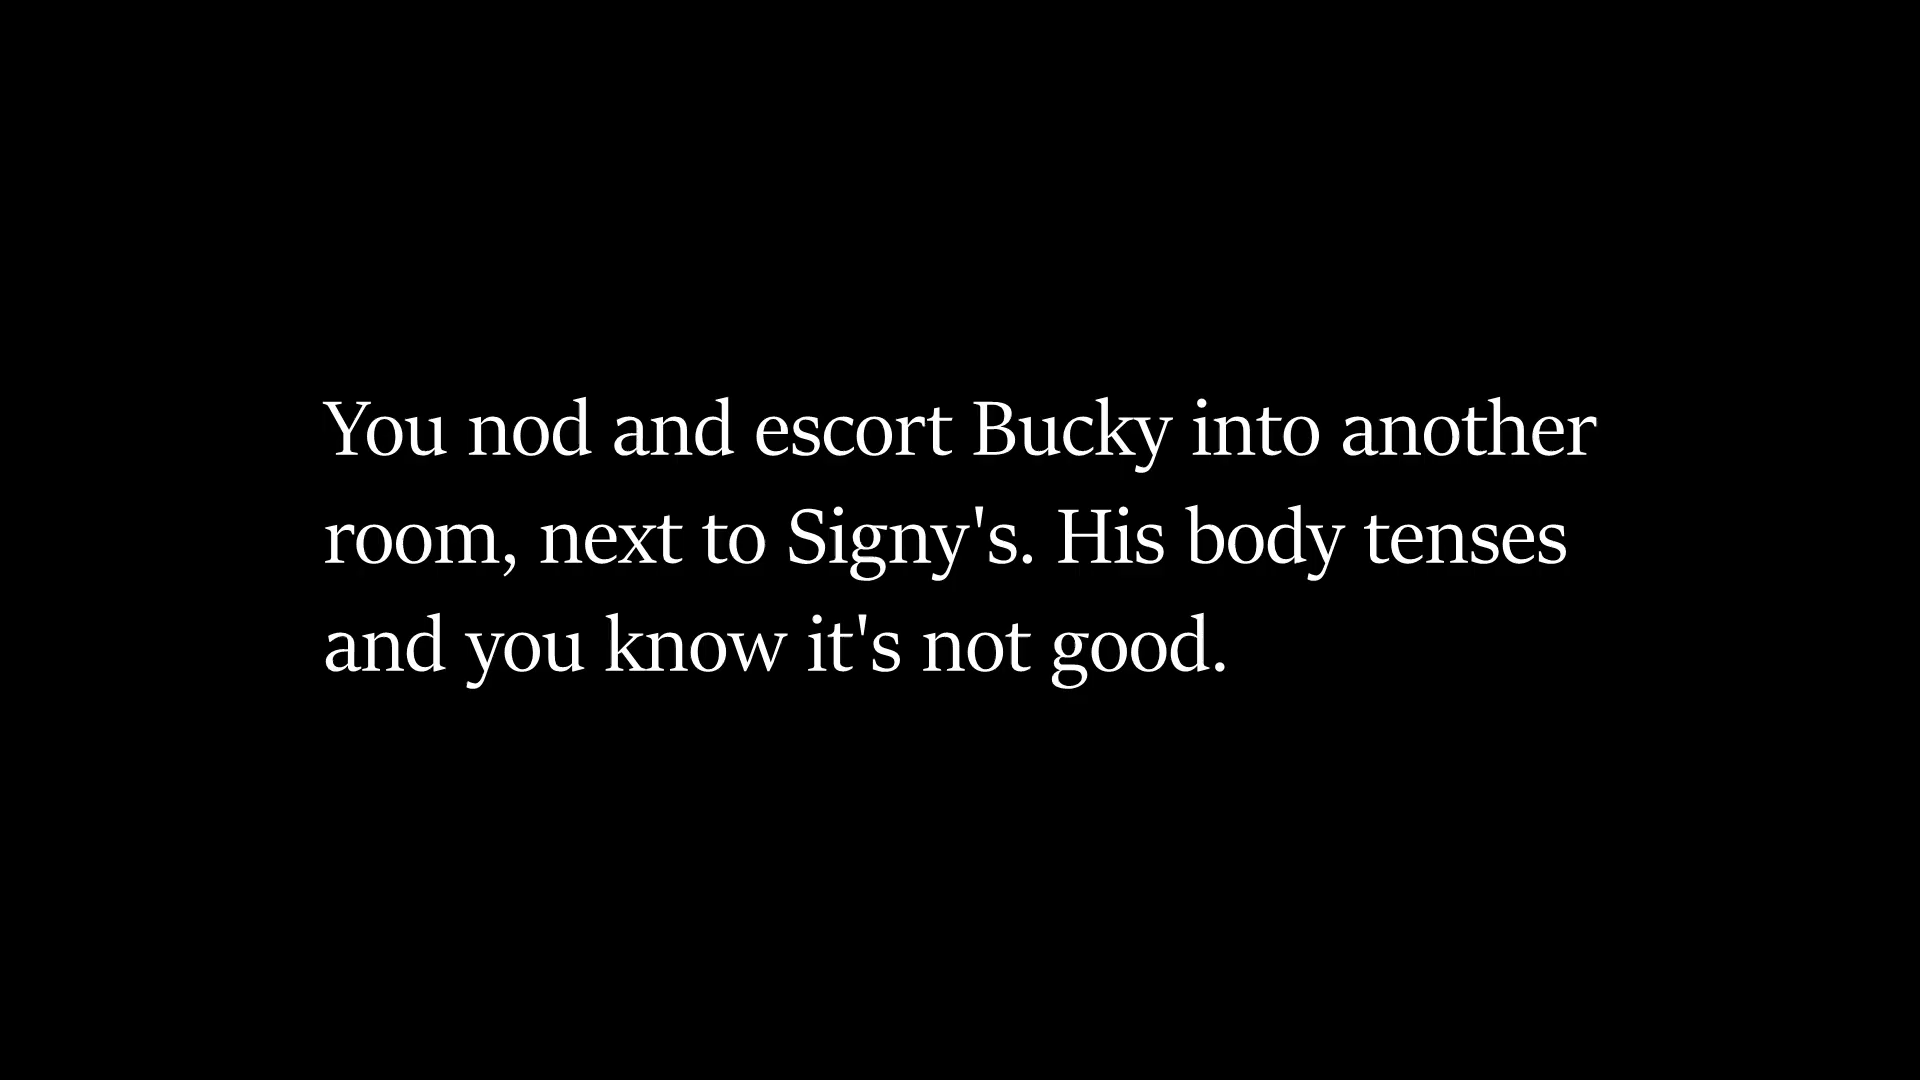 You nod and escort Bucky into another
room, next to Signy's. His body tenses
and you know it's not good.